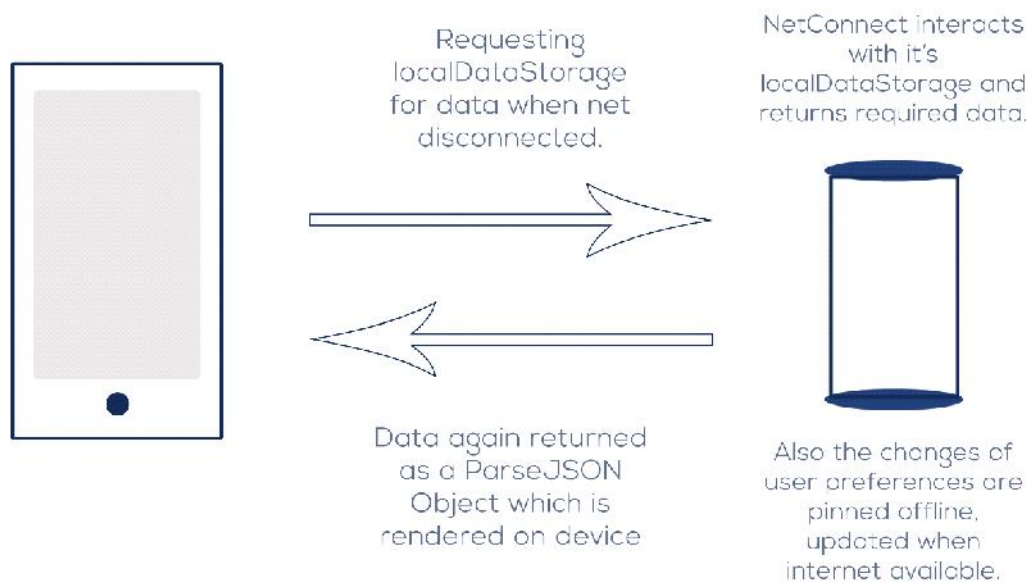 Requesting
localDataStorage
for data when net
disconnected.
NetConnect interacts
with it's
localDataStorage and
returns required data.
Data again returned
as a ParseJSON
Object which is
rendered on device
Also the changes of
user preferences are
pinned offline,
updated when
internet available.